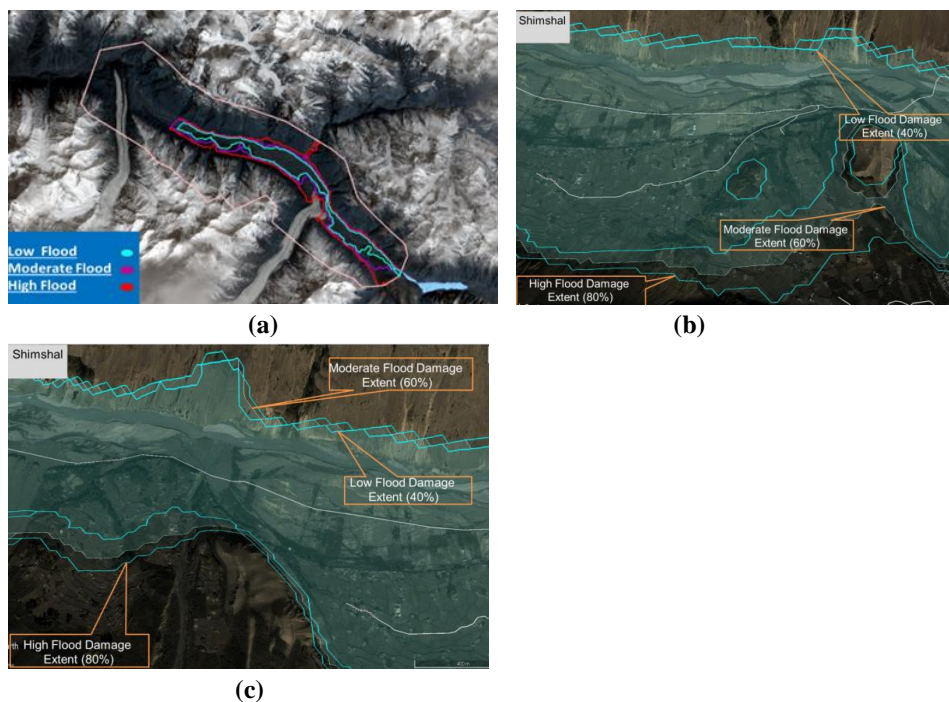 Low Flood
Moderate Flood
High Flood
(a)
Shimshal
Low Flood Damage
Extent (40%)
Moderate Flood Damage
Extent (60%)
High Flood Damage
Extent (80%)
(b)
Shimshal
Moderate Flood Damage
Extent (60%)
Low Flood Damage
Extent (40%)
High Flood Damage
Extent (80%)
400m
(c)